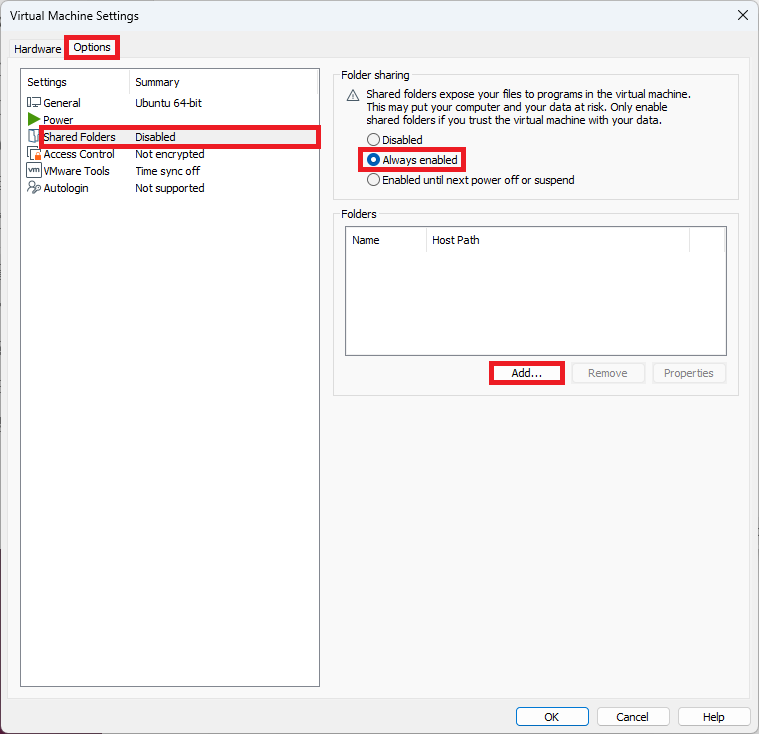 Virtual Machine Settings
Hardware Options
Settings Summary
General Ubuntu 64-bit
Power
Shared Folders Disabled
Access Control Not encrypted
vm VMware Tools Time sync off
Autologin Not supported
Folder sharing
Shared folders expose your files to programs in the virtual machine.
This may put your computer and your data at risk. Only enable
shared folders if you trust the virtual machine with your data.
Disabled
Always enabled
Enabled until next power off or suspend
Folders
Name Host Path
Add... Remove Properties
OK Cancel Help